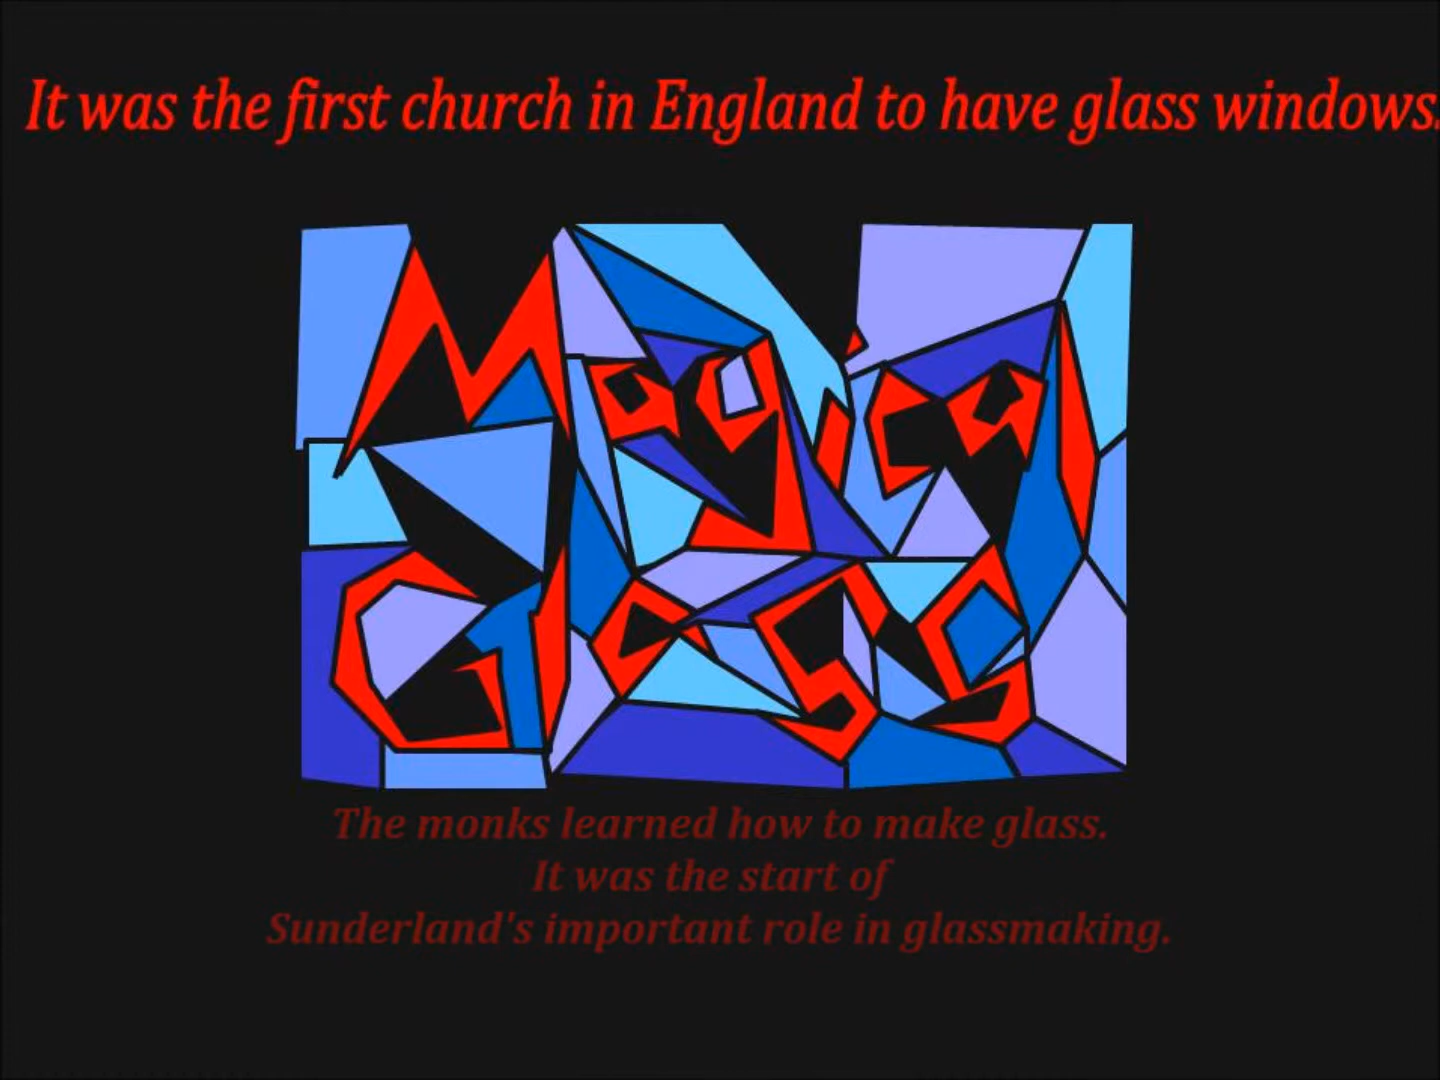 It was the first church in England to have glass windows.
Magical
Glass
The monks learned how to make glass.
It was the start of
Sunderland's important role in glassmaking.